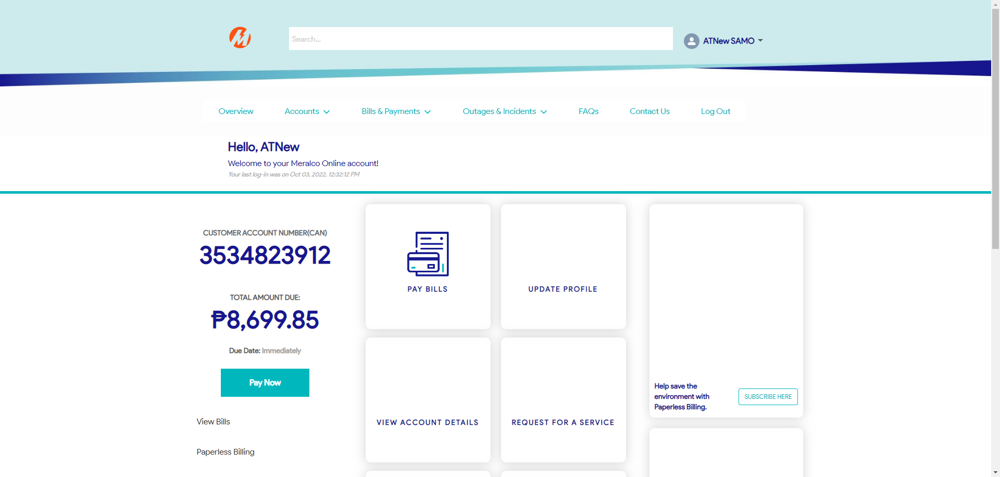 Search...
ATNew SAMO
Overview
Accounts
Bills & Payments
Outages & Incidents
FAQs
Contact Us
Log Out
Hello, ATNew
Welcome to your Meralco Online account!
Your last log-in was on Oct 03, 2022, 12:32:12 PM
CUSTOMER ACCOUNT NUMBER(CAN)
3534823912
TOTAL AMOUNT DUE:
₱8,699.85
Due Date: Immediately
Pay Now
View Bills
Paperless Billing
PAY BILLS
UPDATE PROFILE
VIEW ACCOUNT DETAILS
REQUEST FOR A SERVICE
Help save the
environment with
Paperless Billing.
SUBSCRIBE HERE